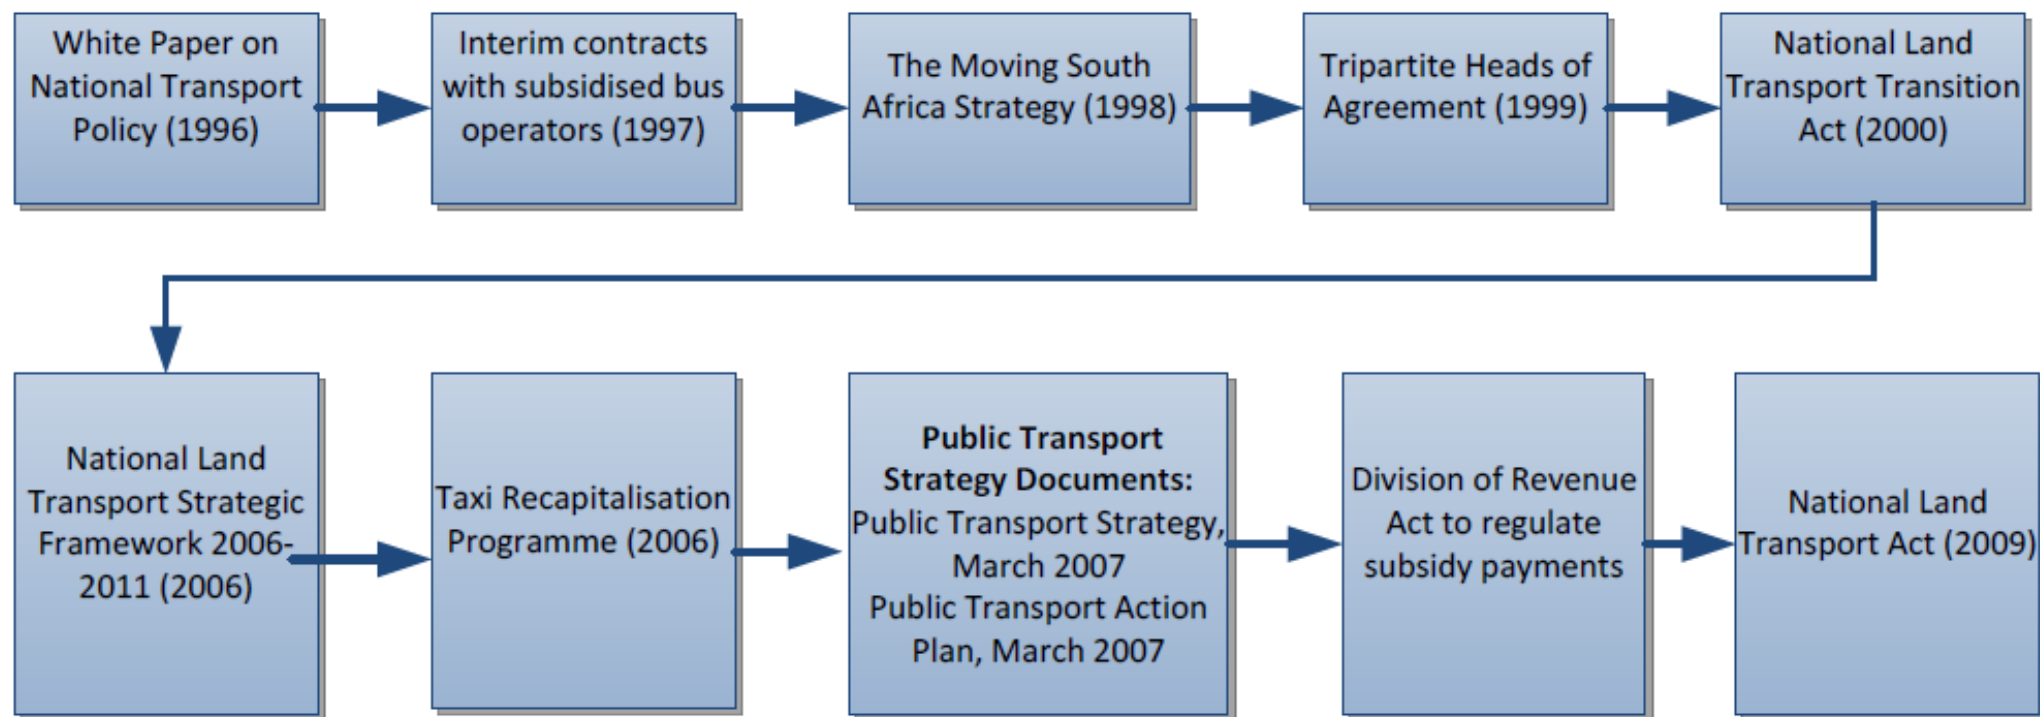 White Paper on
National Transport
Policy (1996)
Interim contracts
with subsidised bus
operators (1997)
The Moving South
Africa Strategy (1998)
Tripartite Heads of
Agreement (1999)
National Land
Transport Transition
Act (2000)
National Land
Transport Strategic
Framework 2006-
2011 (2006)
Taxi Recapitalisation
Programme (2006)
Public Transport
Strategy Documents:
Public Transport Strategy,
March 2007
Public Transport Action
Plan, March 2007
Division of Revenue
Act to regulate
subsidy payments
National Land
Transport Act (2009)